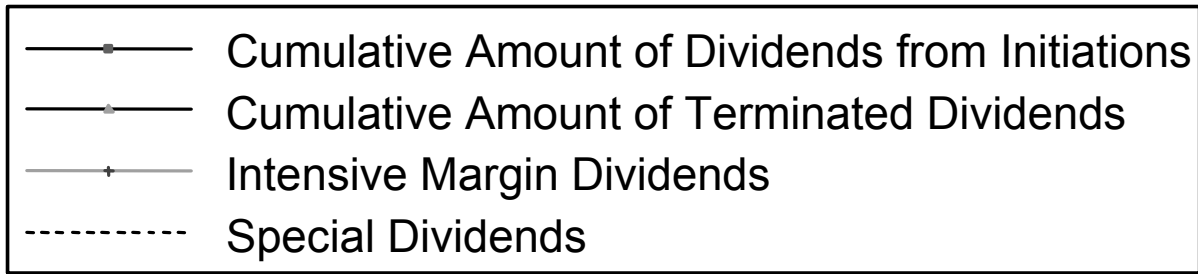 Cumulative Amount of Dividends from Initiations
Cumulative Amount of Terminated Dividends
Intensive Margin Dividends
Special Dividends